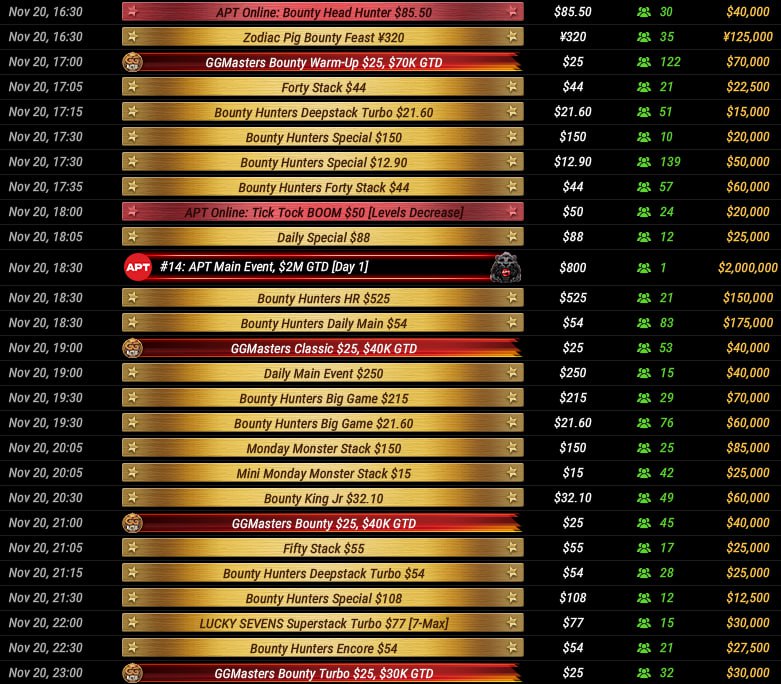 Nov 20, 16:30 APT Online: Bounty Head Hunter $85.50 $85.50 30 $40,000
Nov 20, 16:30 Zodiac Pig Bounty Feast ¥320 ¥320 35 ¥125,000
Nov 20, 17:00 GGMasters Bounty Warm-Up $25, $70K GTD $25 122 $70,000
Nov 20, 17:05 Forty Stack $44 $44 21 $22,500
Nov 20, 17:15 Bounty Hunters Deepstack Turbo $21.60 $21.60 51 $15,000
Nov 20, 17:30 Bounty Hunters Special $150 $150 10 $20,000
Nov 20, 17:30 Bounty Hunters Special $12.90 $12.90 139 $50,000
Nov 20, 17:35 Bounty Hunters Forty Stack $44 $44 57 $60,000
Nov 20, 18:00 APT Online: Tick Tock BOOM $50 [Levels Decrease] $50 24 $20,000
Nov 20, 18:05 Daily Special $88 $88 12 $25,000
Nov 20, 18:30 APT #14: APT Main Event, $2M GTD [Day 1] $800 1 $2,000,000
Nov 20, 18:30 Bounty Hunters HR $525 $525 21 $150,000
Nov 20, 18:30 Bounty Hunters Daily Main $54 $54 83 $175,000
Nov 20, 19:00 GGMasters Classic $25, $40K GTD $25 53 $40,000
Nov 20, 19:00 Daily Main Event $250 $250 15 $40,000
Nov 20, 19:30 Bounty Hunters Big Game $215 $215 29 $70,000
Nov 20, 19:30 Bounty Hunters Big Game $21.60 $21.60 76 $60,000
Nov 20, 20:05 Monday Monster Stack $150 $150 25 $85,000
Nov 20, 20:05 Mini Monday Monster Stack $15 $15 42 $25,000
Nov 20, 20:30 Bounty King Jr $32.10 $32.10 49 $60,000
Nov 20, 21:00 GGMasters Bounty $25, $40K GTD $25 45 $40,000
Nov 20, 21:05 Fifty Stack $55 $55 17 $25,000
Nov 20, 21:15 Bounty Hunters Deepstack Turbo $54 $54 28 $25,000
Nov 20, 21:30 Bounty Hunters Special $108 $108 12 $12,500
Nov 20, 22:00 LUCKY SEVENS Superstack Turbo $77 [7-Max] $77 15 $30,000
Nov 20, 22:30 Bounty Hunters Encore $54 $54 21 $27,500
Nov 20, 23:00 GGMasters Bounty Turbo $25, $30K GTD $25 32 $30,000